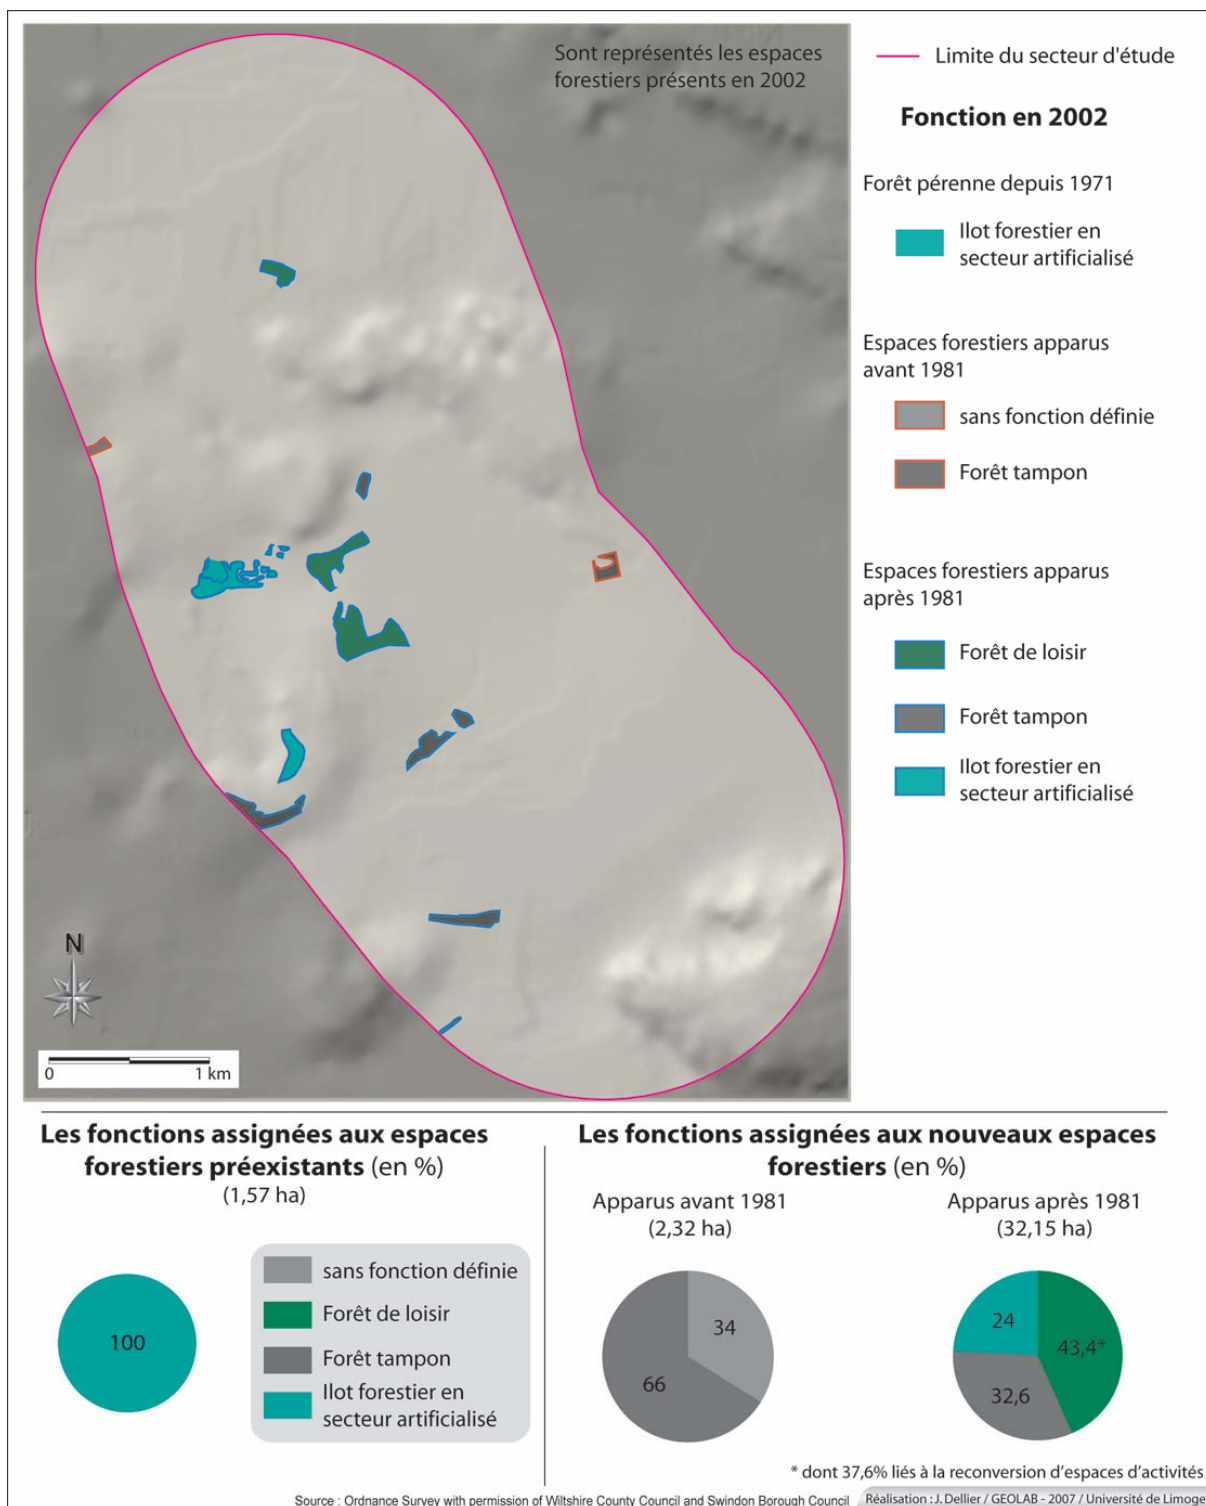 Sont représentés les espaces
forestiers présents en 2002
Limite du secteur d'étude
Fonction en 2002
Forêt pérenne depuis 1971
Ilot forestier en
secteur artificialisé
Espaces forestiers apparus
avant 1981
sans fonction définie
Forêt tampon
Espaces forestiers apparus
après 1981
Forêt de loisir
Forêt tampon
Ilot forestier en
secteur artificialisé
N
0 1 km
Les fonctions assignées aux espaces
forestiers préexistants (en %)
(1,57 ha)
100
sans fonction définie
Forêt de loisir
Forêt tampon
Ilot forestier en
secteur artificialisé
Les fonctions assignées aux nouveaux espaces
forestiers (en %)
Apparus avant 1981
(2,32 ha)
34
66
Apparus après 1981
(32,15 ha)
24
43,4*
32,6
* dont 37,6% liés à la reconversion d'espaces d'activités
Source : Ordnance Survey with permission of Wiltshire County Council and Swindon Borough Council
Réalisation : J. Dellier / GEOLAB - 2007 / Université de Limoge